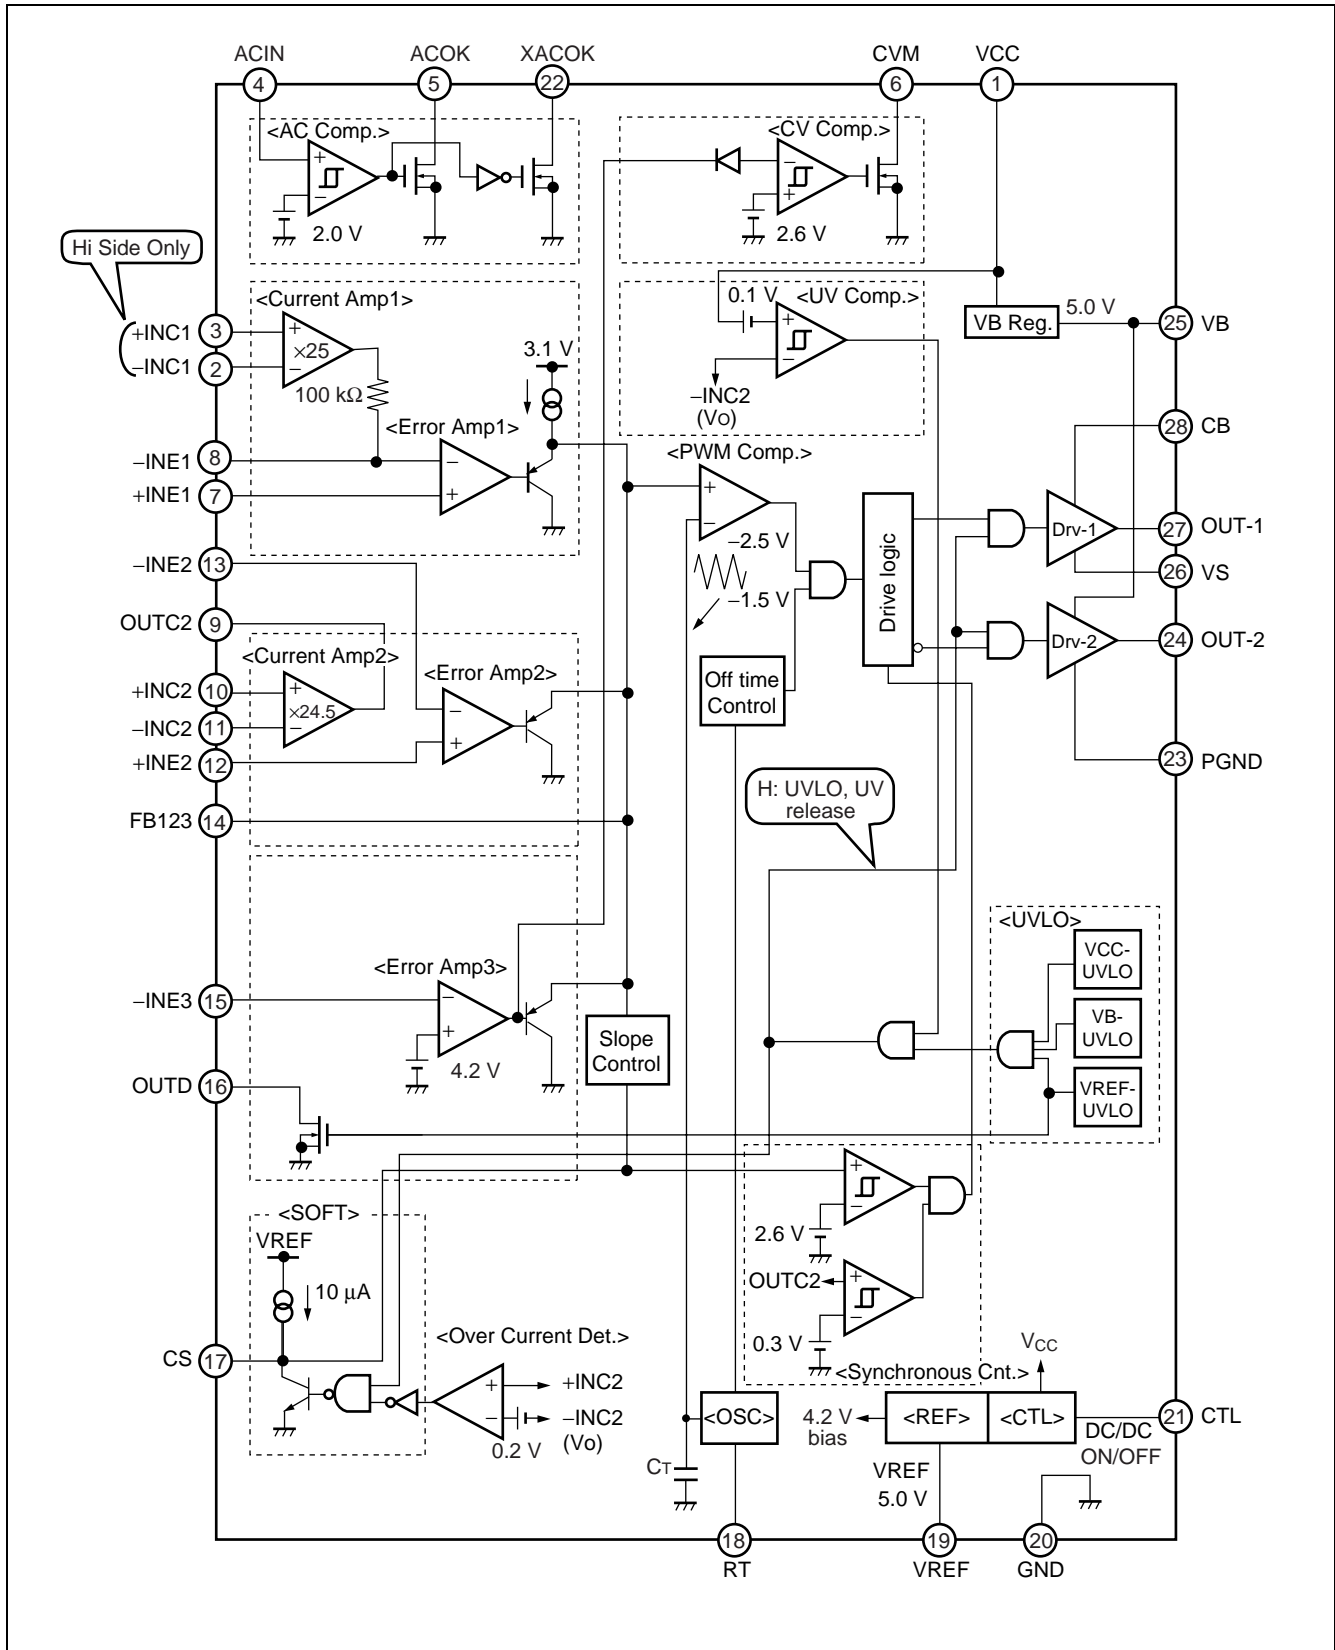 ACIN
ACOK
XACOK
CVM
VCC
4
5
22
6
1
<AC Comp.>
+
−
2.0 V
<CV Comp.>
−
+
2.6 V
Hi Side Only
<Current Amp1>
+INC1
3
+
×25
−
−INC1
2
100 kΩ
3.1 V
<Error Amp1>
−INE1
8
−
+INE1
7
+
0.1 V
<UV Comp.>
+
−
−INC2
(Vo)
VB Reg.
5.0 V
25
VB
28
CB
<PWM Comp.>
+
−
−2.5 V
−1.5 V
Drive logic
Drv-1
27
OUT-1
26
VS
Drv-2
24
OUT-2
23
PGND
−INE2
13
OUTC2
9
<Current Amp2>
+INC2
10
+
×24.5
−
−INC2
11
<Error Amp2>
−
+
+INE2
12
Off time
Control
FB123
14
H: UVLO, UV
release
<UVLO>
VCC-
UVLO
VB-
UVLO
VREF-
UVLO
<Error Amp3>
−INE3
15
−
+
4.2 V
Slope
Control
OUTD
16
+
−
2.6 V
OUTC2
+
−
0.3 V
<Synchronous Cnt.>
<SOFT>
VREF
10 µA
CS
17
<Over Current Det.>
+
+INC2
−
−INC2
(Vo)
0.2 V
CT
<OSC>
4.2 V
bias
<REF>
<CTL>
VCC
DC/DC
ON/OFF
21
CTL
VREF
5.0 V
18
19
20
RT
VREF
GND